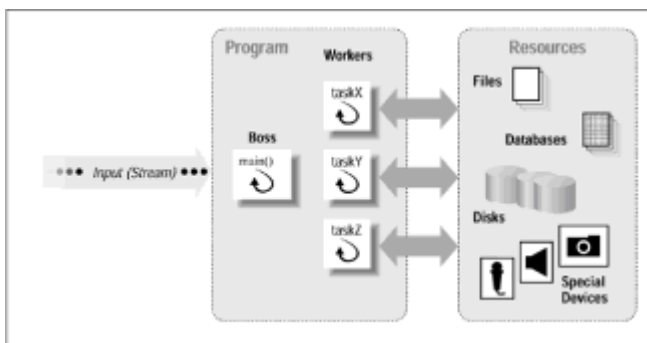 Program
Workers
taskX
Boss
main()
taskY
taskZ
Input (Stream)
Resources
Files
Databases
Disks
Special
Devices